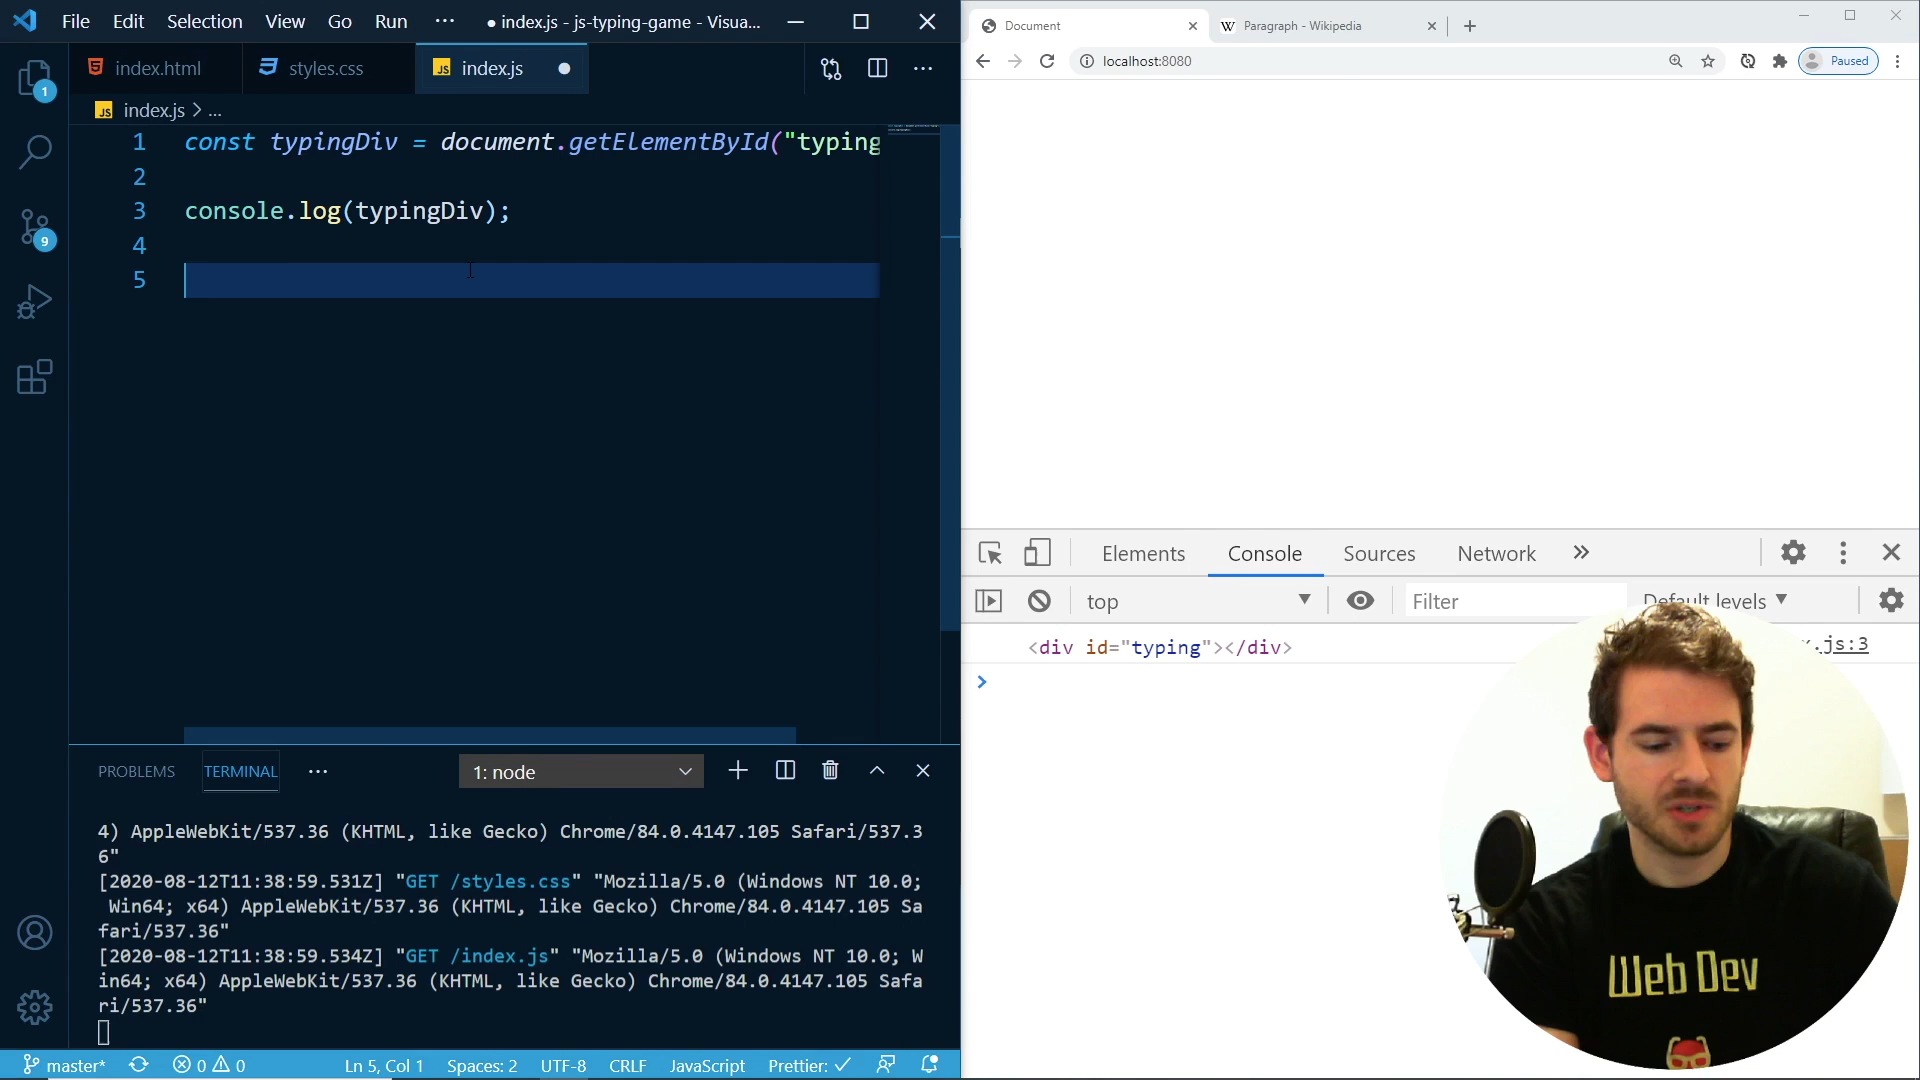 File Edit Selection View Go Run ··· ● index.js - js-typing-game - Visua...
index.html
styles.css
JS index.js
JS index.js > ...
1 const typingDiv = document.getElementById("typing
2
3 console.log(typingDiv);
4
5
1
9
PROBLEMS TERMINAL ··· 1: node
4) AppleWebKit/537.36 (KHTML, like Gecko) Chrome/84.0.4147.105 Safari/537.3
6"
[2020-08-12T11:38:59.531Z] "GET /styles.css" "Mozilla/5.0 (Windows NT 10.0;
Win64; x64) AppleWebKit/537.36 (KHTML, like Gecko) Chrome/84.0.4147.105 Sa
fari/537.36"
[2020-08-12T11:38:59.534Z] "GET /index.js" "Mozilla/5.0 (Windows NT 10.0; W
in64; x64) AppleWebKit/537.36 (KHTML, like Gecko) Chrome/84.0.4147.105 Safa
ri/537.36"
master* 0 0 Ln 5, Col 1 Spaces: 2 UTF-8 CRLF JavaScript Prettier: ✓
Document
W Paragraph - Wikipedia
localhost:8080
Paused
Elements Console Sources Network »
top Filter Default levels
<div id="typing"></div>
.js:3
>
Web Dev